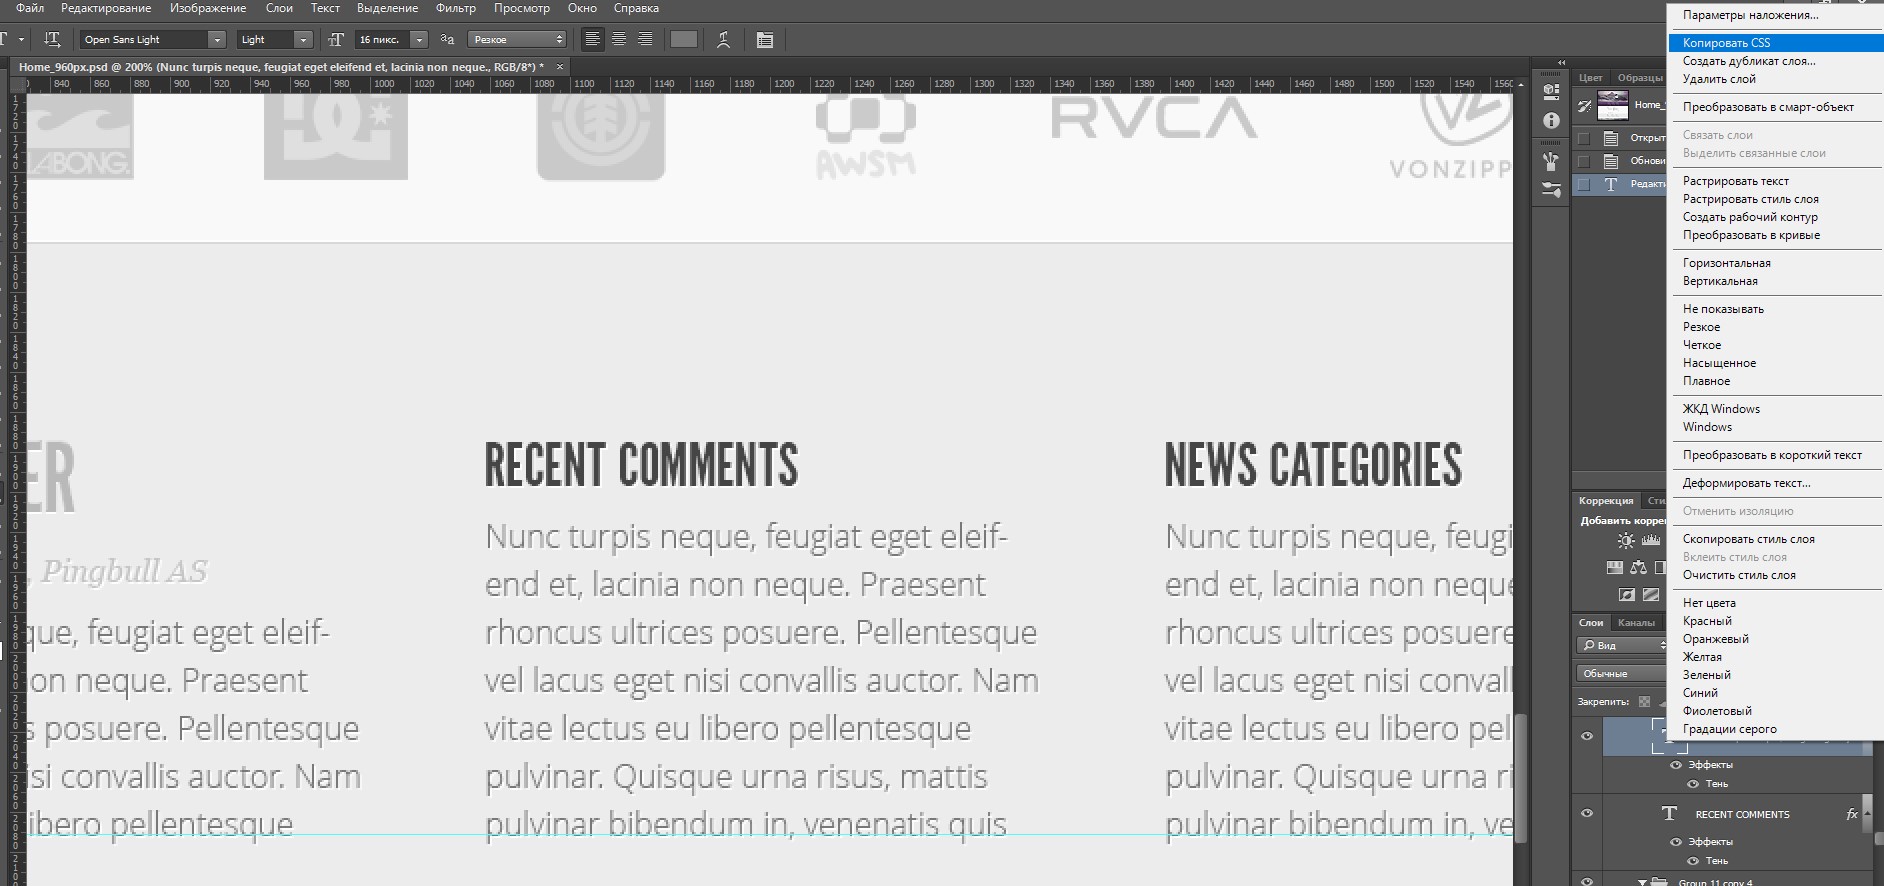 Файл Редактирование Изображение Слои Текст Выделение Фильтр Просмотр Окно Справка
Open Sans Light Light 16 пикс. Резкое
Home_960px.psd @ 200% (Nunc turpis neque, feugiat eget eleifend et, lacinia non neque., RGB/8*) * ×
840 860 880 900 920 940 960 980 1000 1020 1040 1060 1080 1100 1120 1140 1160 1180 1200 1220 1240 1260 1280 1300 1320 1340 1360 1380 1400 1420 1440 1460 1480 1500 1520 1540 1560
LABONG.
DC
AWSM
RVCA
VONZIPP
ER
, Pingbull AS
que, feugiat eget eleif-
on neque. Praesent
s posuere. Pellentesque
isi convallis auctor. Nam
ibero pellentesque
RECENT COMMENTS
Nunc turpis neque, feugiat eget eleif-
end et, lacinia non neque. Praesent
rhoncus ultrices posuere. Pellentesque
vel lacus eget nisi convallis auctor. Nam
vitae lectus eu libero pellentesque
pulvinar. Quisque urna risus, mattis
pulvinar bibendum in, venenatis quis
NEWS CATEGORIES
Nunc turpis neque, feugi
end et, lacinia non neque
rhoncus ultrices posuere
vel lacus eget nisi convall
vitae lectus eu libero pel
pulvinar. Quisque urna ri
pulvinar bibendum in, ve
Цвет Образцы
Home_
Открыт
Обнови
Редакти
Коррекция Сти
Добавить коррек
Слои Каналы
Вид
Обычные
Закрепить:
Эффекты
Тень
RECENT COMMENTS fx
Эффекты
Тень
Group 11 copy 4
Параметры наложения...
Копировать CSS
Создать дубликат слоя...
Удалить слой
Преобразовать в смарт-объект
Связать слои
Выделить связанные слои
Растрировать текст
Растрировать стиль слоя
Создать рабочий контур
Преобразовать в кривые
Горизонтальная
Вертикальная
Не показывать
Резкое
Четкое
Насыщенное
Плавное
ЖКД Windows
Windows
Преобразовать в короткий текст
Деформировать текст...
Отменить изоляцию
Скопировать стиль слоя
Вклеить стиль слоя
Очистить стиль слоя
Нет цвета
Красный
Оранжевый
Желтая
Зеленый
Синий
Фиолетовый
Градации серого